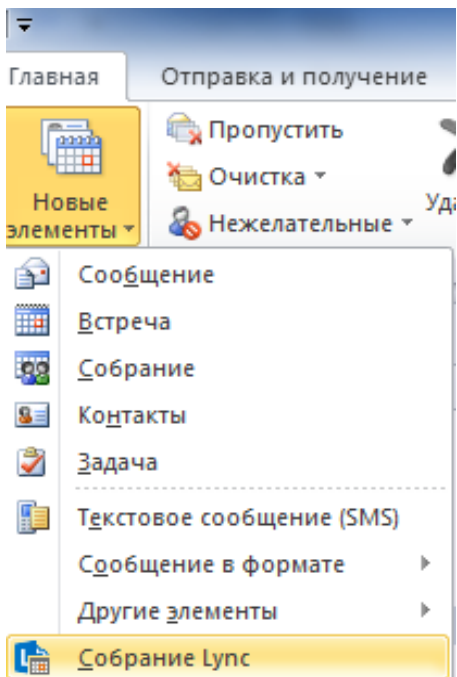 Главная
Отправка и получение
Новые
элементы
Пропустить
Очистка
Нежелательные
Сообщение
Встреча
Собрание
Контакты
Задача
Текстовое сообщение (SMS)
Сообщение в формате
Другие элементы
Собрание Lync